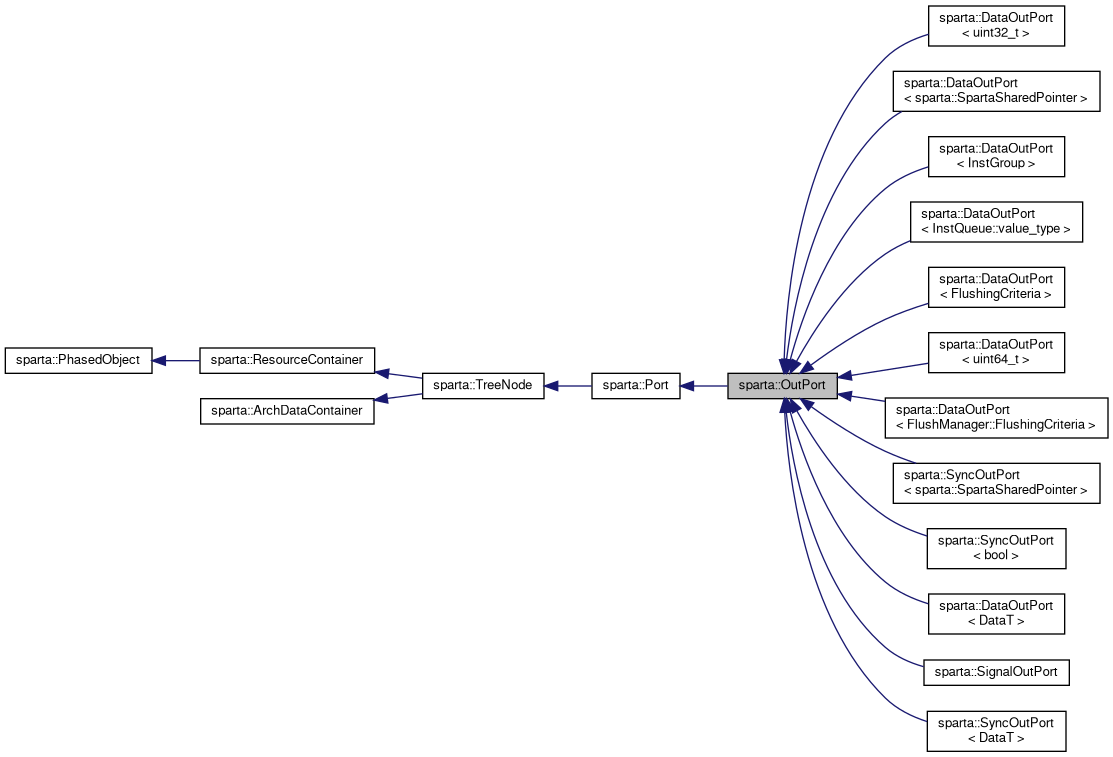 sparta::DataOutPort
< uint32_t >
sparta::DataOutPort
< sparta::SpartaSharedPointer >
sparta::DataOutPort
< InstGroup >
sparta::DataOutPort
< InstQueue::value_type >
sparta::DataOutPort
< FlushingCriteria >
sparta::DataOutPort
< uint64_t >
sparta::PhasedObject
sparta::ResourceContainer
sparta::ArchDataContainer
sparta::TreeNode
sparta::Port
sparta::OutPort
sparta::DataOutPort
< FlushManager::FlushingCriteria >
sparta::SyncOutPort
< sparta::SpartaSharedPointer >
sparta::SyncOutPort
< bool >
sparta::DataOutPort
< DataT >
sparta::SignalOutPort
sparta::SyncOutPort
< DataT >